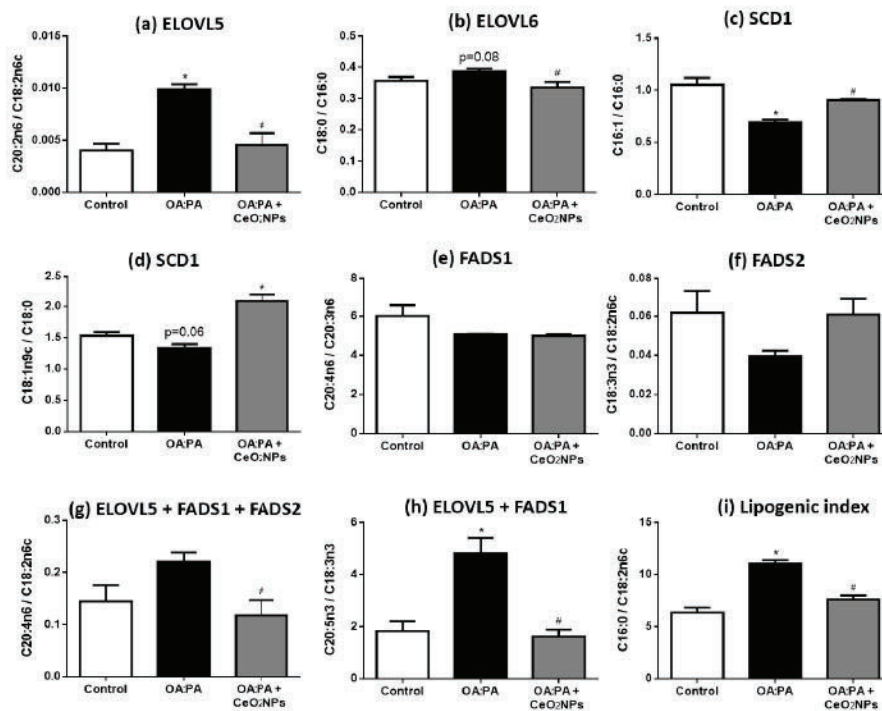 (a) ELOVL5
C20:2n6 / C18:2n6c
0.015
0.010
0.005
0.000
*
≠
Control
OA:PA
OA:PA +
CeO2NPs
(b) ELOVL6
C18:0 / C16:0
0.5
0.4
0.3
0.2
0.1
0.0
p=0.08
#
Control
OA:PA
OA:PA +
CeO2NPs
(c) SCD1
C16:1 / C16:0
1.5
1.0
0.5
0.0
*
#
Control
OA:PA
OA:PA +
CeO2NPs
(d) SCD1
C18:1n9c / C18:0
2.5
2.0
1.5
1.0
0.5
0.0
p=0.06
≠
Control
OA:PA
OA:PA +
CeO2NPs
(e) FADS1
C20:4n6 / C20:3n6
8
6
4
2
0
Control
OA:PA
OA:PA +
CeO2NPs
(f) FADS2
C18:3n3 / C18:2n6c
0.08
0.06
0.04
0.02
0.00
Control
OA:PA
OA:PA +
CeO2NPs
(g) ELOVL5 + FADS1 + FADS2
C20:4n6 / C18:2n6c
0.3
0.2
0.1
0.0
≠
Control
OA:PA
OA:PA +
CeO2NPs
(h) ELOVL5 + FADS1
C20:5n3 / C18:3n3
6
4
2
0
*
#
Control
OA:PA
OA:PA +
CeO2NPs
(i) Lipogenic index
C16:0 / C18:2n6c
15
10
5
0
*
#
Control
OA:PA
OA:PA +
CeO2NPs